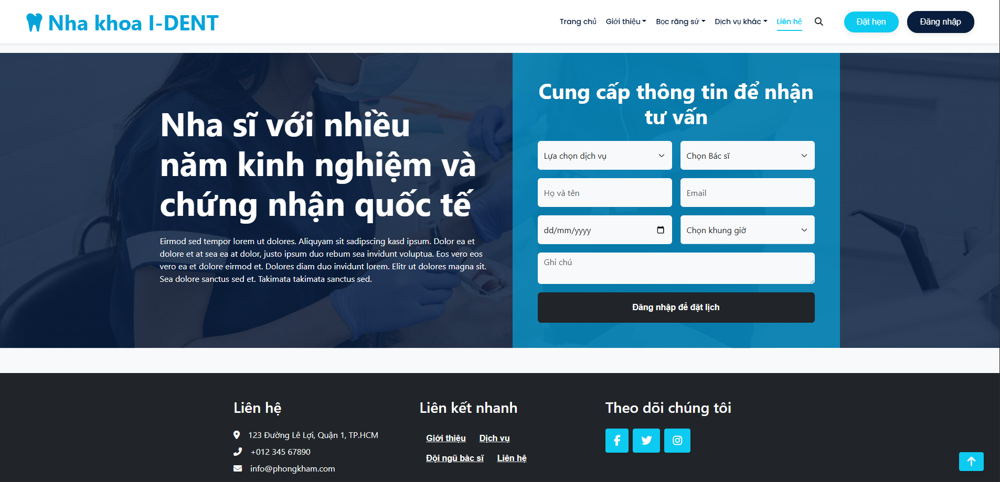 Nha khoa I-DENT
Trang chủ Giới thiệu Bọc răng sứ Dịch vụ khác Liên hệ Đặt hẹn Đăng nhập
Nha sĩ với nhiều
năm kinh nghiệm và
chứng nhận quốc tế
Eirmod sed tempor lorem ut dolores. Aliquyam sit sadipscing kasd ipsum. Dolor ea et
dolore et at sea ea at dolor, justo ipsum duo rebum sea invidunt voluptua. Eos vero eos
vero ea et dolore eirmod et. Dolores diam duo invidunt lorem. Elitr ut dolores magna sit.
Sea dolore sanctus sed et. Takimata takimata sanctus sed.
Cung cấp thông tin để nhận
tư vấn
Lựa chọn dịch vụ Chọn Bác sĩ
Họ và tên Email
dd/mm/yyyy Chọn khung giờ
Ghi chú
Đăng nhập để đặt lịch
Liên hệ
123 Đường Lê Lợi, Quận 1, TP.HCM
+012 345 67890
info@phongkham.com
Liên kết nhanh
Giới thiệu Dịch vụ
Đội ngũ bác sĩ Liên hệ
Theo dõi chúng tôi